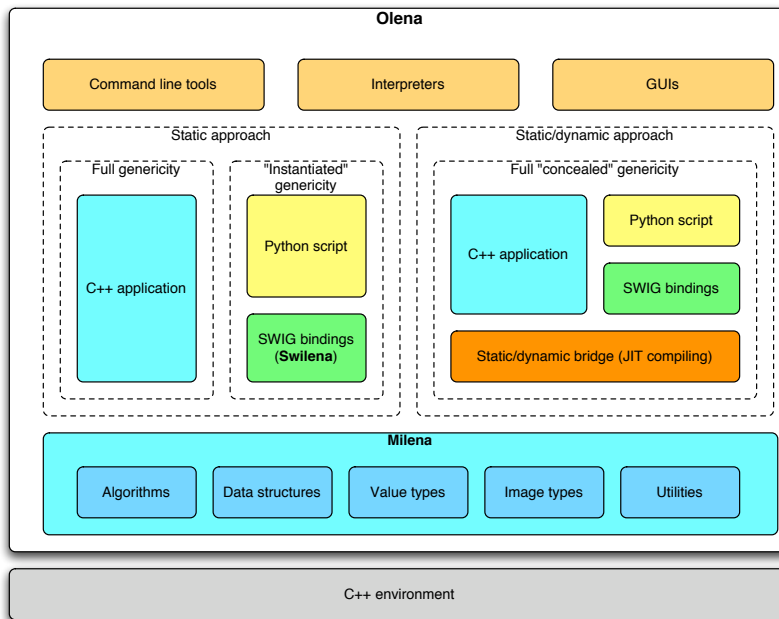 Olena
Command line tools
Interpreters
GUIs
Static approach
Static/dynamic approach
Full genericity
"Instantiated"
genericity
Full "concealed" genericity
C++ application
Python script
SWIG bindings
(Swilena)
C++ application
Python script
SWIG bindings
Static/dynamic bridge (JIT compiling)
Milena
Algorithms
Data structures
Value types
Image types
Utilities
C++ environment